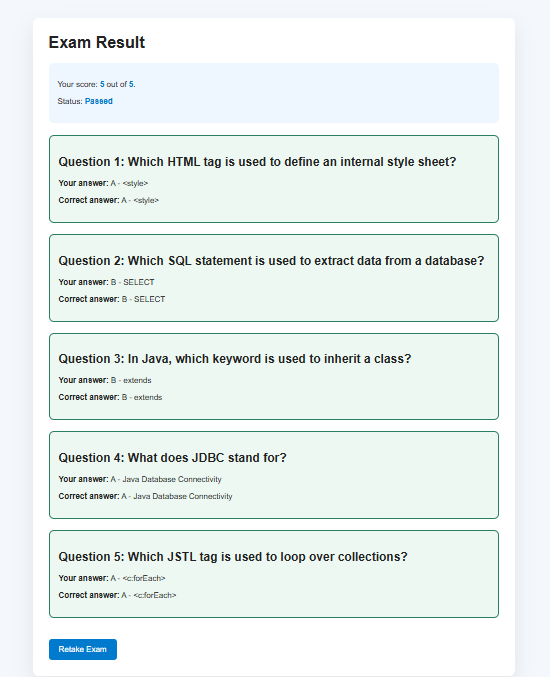 Exam Result
Your score: 5 out of 5.
Status: Passed
Question 1: Which HTML tag is used to define an internal style sheet?
Your answer: A - <style>
Correct answer: A - <style>
Question 2: Which SQL statement is used to extract data from a database?
Your answer: B - SELECT
Correct answer: B - SELECT
Question 3: In Java, which keyword is used to inherit a class?
Your answer: B - extends
Correct answer: B - extends
Question 4: What does JDBC stand for?
Your answer: A - Java Database Connectivity
Correct answer: A - Java Database Connectivity
Question 5: Which JSTL tag is used to loop over collections?
Your answer: A - <c:forEach>
Correct answer: A - <c:forEach>
Retake Exam